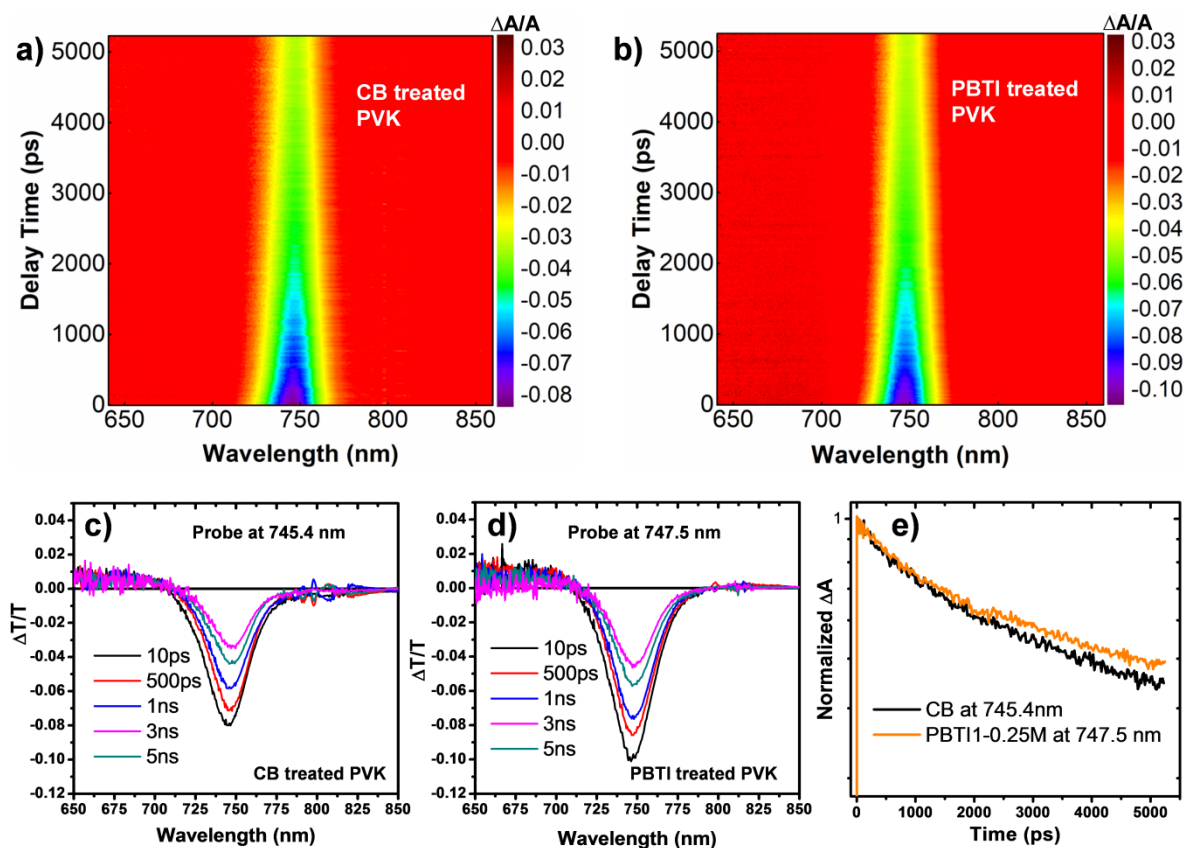 a)
CB treated
PVK
ΔA/A
0.03
0.02
0.01
0.00
-0.01
-0.02
-0.03
-0.04
-0.05
-0.06
-0.07
-0.08
5000
4000
3000
2000
1000
0
Delay Time (ps)
650 700 750 800 850
Wavelength (nm)
b)
PBTI treated
PVK
ΔA/A
0.03
0.02
0.01
0.00
-0.10
-0.02
-0.03
-0.04
-0.05
-0.06
-0.07
-0.08
-0.09
-0.10
5000
4000
3000
2000
1000
0
Delay Time (ps)
650 700 750 800 850
Wavelength (nm)
c)
Probe at 745.4 nm
0.04
0.02
0.00
-0.02
-0.04
-0.06
-0.08
-0.10
-0.12
ΔT/T
10ps
500ps
1ns
3ns
5ns
CB treated PVK
650 675 700 725 750 775 800 825 850
Wavelength (nm)
d)
Probe at 747.5 nm
0.04
0.02
0.00
-0.02
-0.04
-0.06
-0.08
-0.10
-0.12
ΔT/T
10ps
500ps
1ns
3ns
5ns
PBTI treated PVK
650 675 700 725 750 775 800 825 850
Wavelength (nm)
e)
1
Normalized ΔA
CB at 745.4nm
PBTI1-0.25M at 747.5 nm
0 1000 2000 3000 4000 5000
Time (ps)